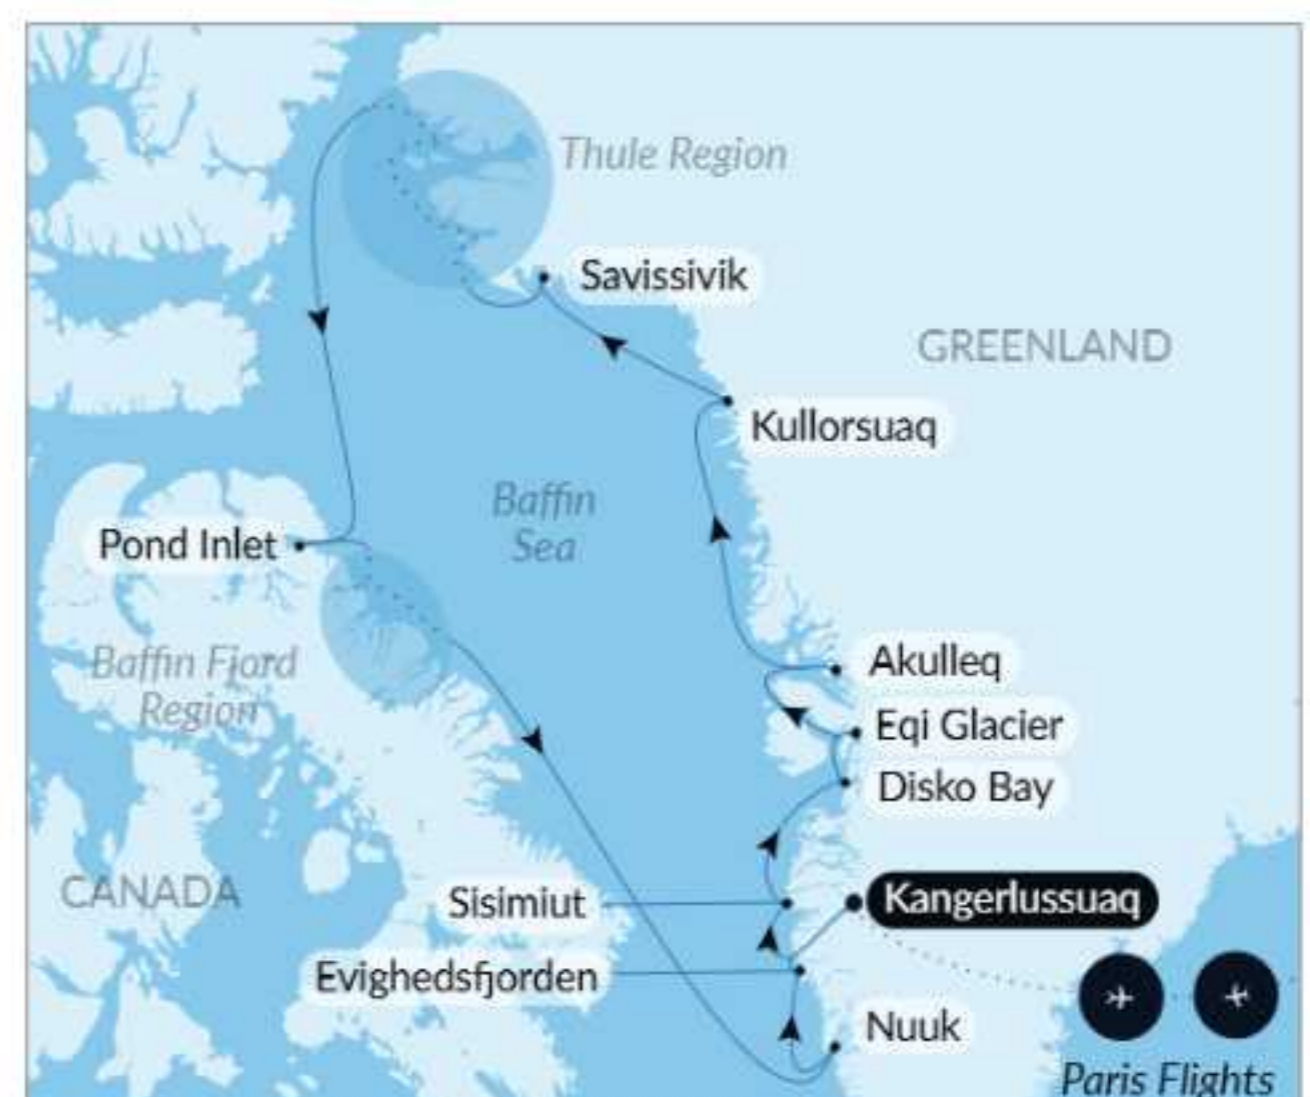 Thule Region
Savissivik
GREENLAND
Kullorsuaq
Baffin
Sea
Pond Inlet
Baffin Fjord
Region
Akulleq
Eqi Glacier
Disko Bay
CANADA
Sisimiut
Kangerlussuaq
Evighedsfjorden
Nuuk
Paris Flights